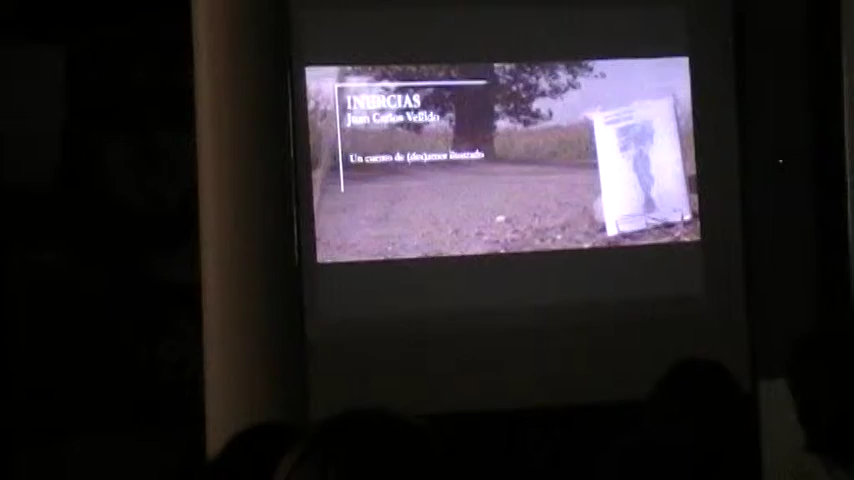 INERCIAS
Juan Carlos Vellido
Un cuento de (des)amor ilustrado